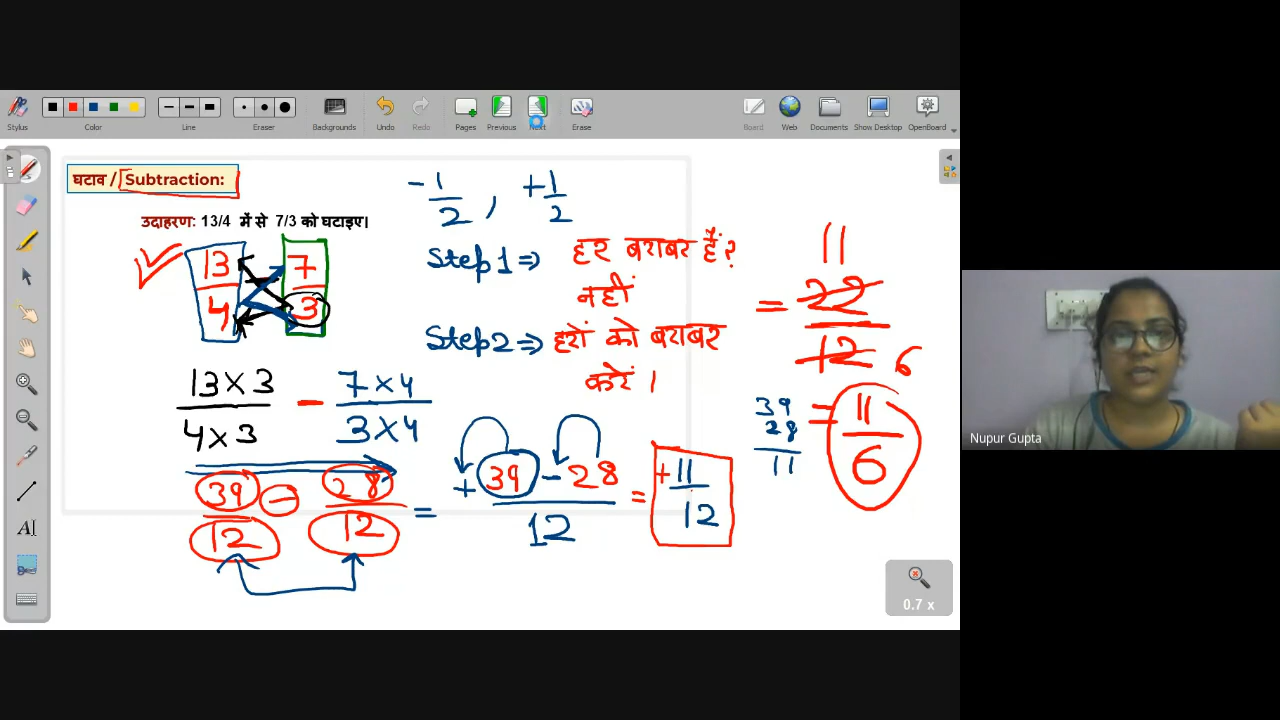 Stylus
Color
Line
Eraser
Backgrounds
Undo
Redo
Pages
Previous
Next
Erase
Board
Web
Documents
Show Desktop
OpenBoard
घटाव / Subtraction:
उदाहरण: 13/4 में से 7/3 को घटाइए।
13
4
7
3
-1/2 , +1/2
Step 1 ⇒ हर बराबर हैं?
नहीं
Step 2 ⇒ हरों को बराबर
करें।
13 × 3 / 4 × 3 - 7 × 4 / 3 × 4
39/12 - 28/12 = +39 - 28 / 12 = +11/12
11
= 22/12 6
= 11/6
39
28
11
Nupur Gupta
0.7 x